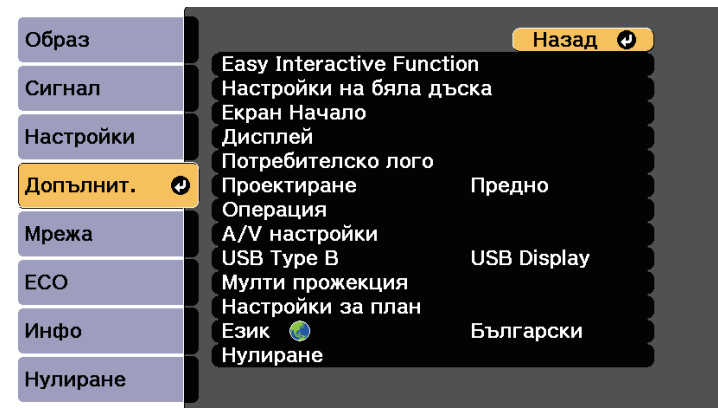 Образ
Сигнал
Настройки
Допълнит.
Мрежа
ECO
Инфо
Нулиране
Назад
Easy Interactive Function
Настройки на бяла дъска
Екран Начало
Дисплей
Потребителско лого
Проектиране Предно
Операция
A/V настройки
USB Type B USB Display
Мулти прожекция
Настройки за план
Език Български
Нулиране